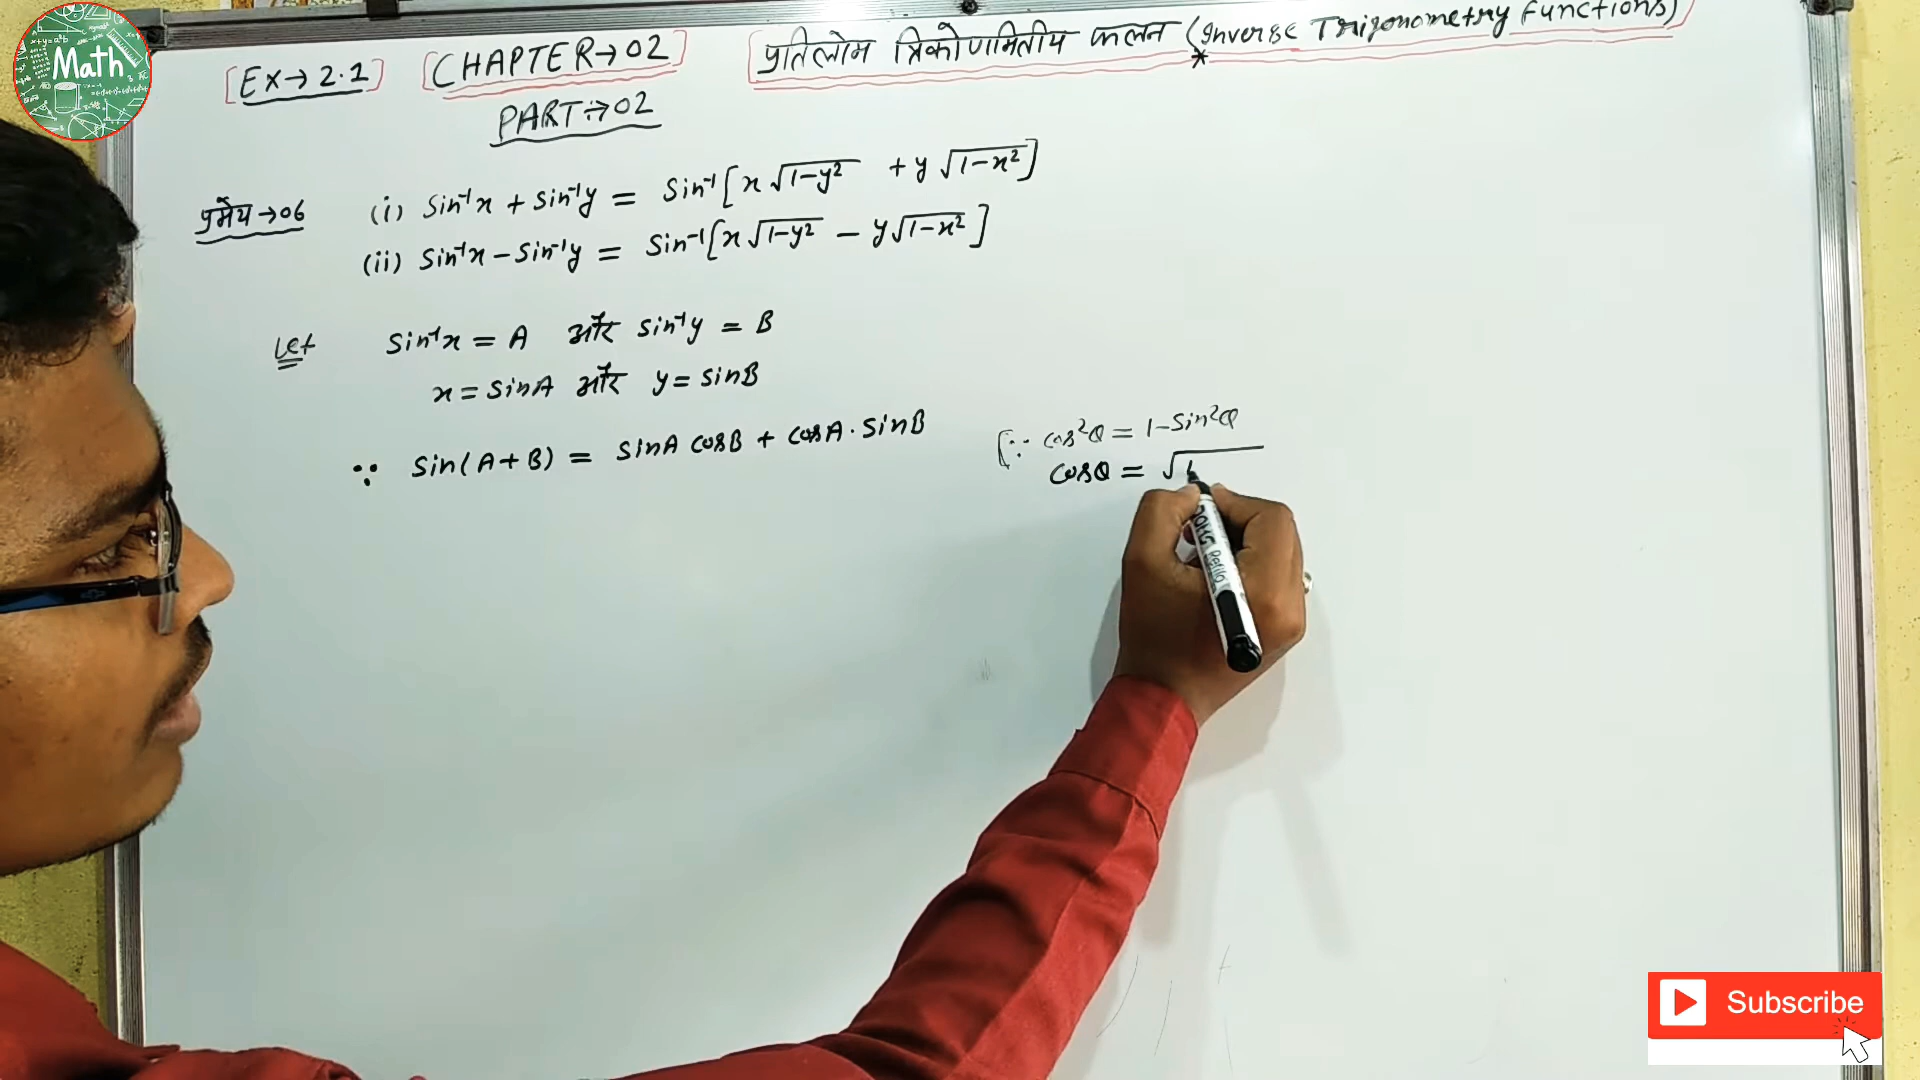 Math
[EX→2.1] [CHAPTER→02] [प्रतिलोम त्रिकोणमितीय फलन (Inverse Trigonometry Functions)]
PART:→02
प्रमेय→06 (i) Sin⁻¹x + Sin⁻¹y = Sin⁻¹[x√1-y² + y√1-x²]
(ii) Sin⁻¹x - Sin⁻¹y = Sin⁻¹[x√1-y² - y√1-x²]
Let Sin⁻¹x = A और Sin⁻¹y = B
x = SinA और y = SinB
∵ Sin(A+B) = SinA cosB + cosA · SinB
[∵ cos²θ = 1-Sin²θ
cosθ = √1
Subscribe